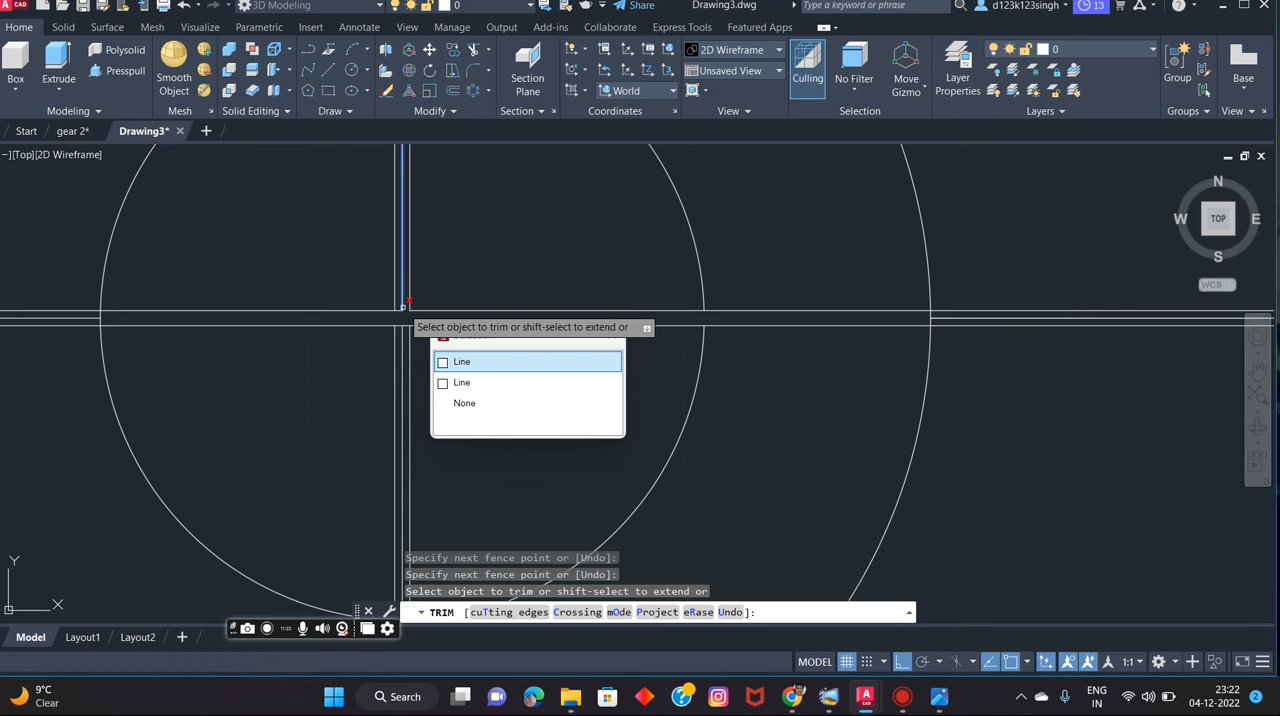 CAD
3D Modeling
0
Share
Drawing3.dwg
Type a keyword or phrase
d123k123singh
13
Home
Solid
Surface
Mesh
Visualize
Parametric
Insert
Annotate
View
Manage
Output
Add-ins
Collaborate
Express Tools
Featured Apps
Box
Extrude
Polysolid
Presspull
Smooth
Object
Section
Plane
World
2D Wireframe
Unsaved View
Culling
No Filter
Move
Gizmo
Layer
Properties
0
Group
Base
Modeling
Mesh
Solid Editing
Draw
Modify
Section
Coordinates
View
Selection
Layers
Groups
View
Start
gear 2*
Drawing3*
−][Top][2D Wireframe]
N
W
TOP
E
S
WCS
Select object to trim or shift-select to extend or
Line
Line
None
Specify next fence point or [Undo]:
Specify next fence point or [Undo]:
Select object to trim or shift-select to extend or
TRIM [cuTting edges Crossing mOde Project eRase Undo]:
Y
X
11:23
Model
Layout1
Layout2
MODEL
1:1
9°C
Clear
Search
CAD
ENG
IN
23:22
04-12-2022
2